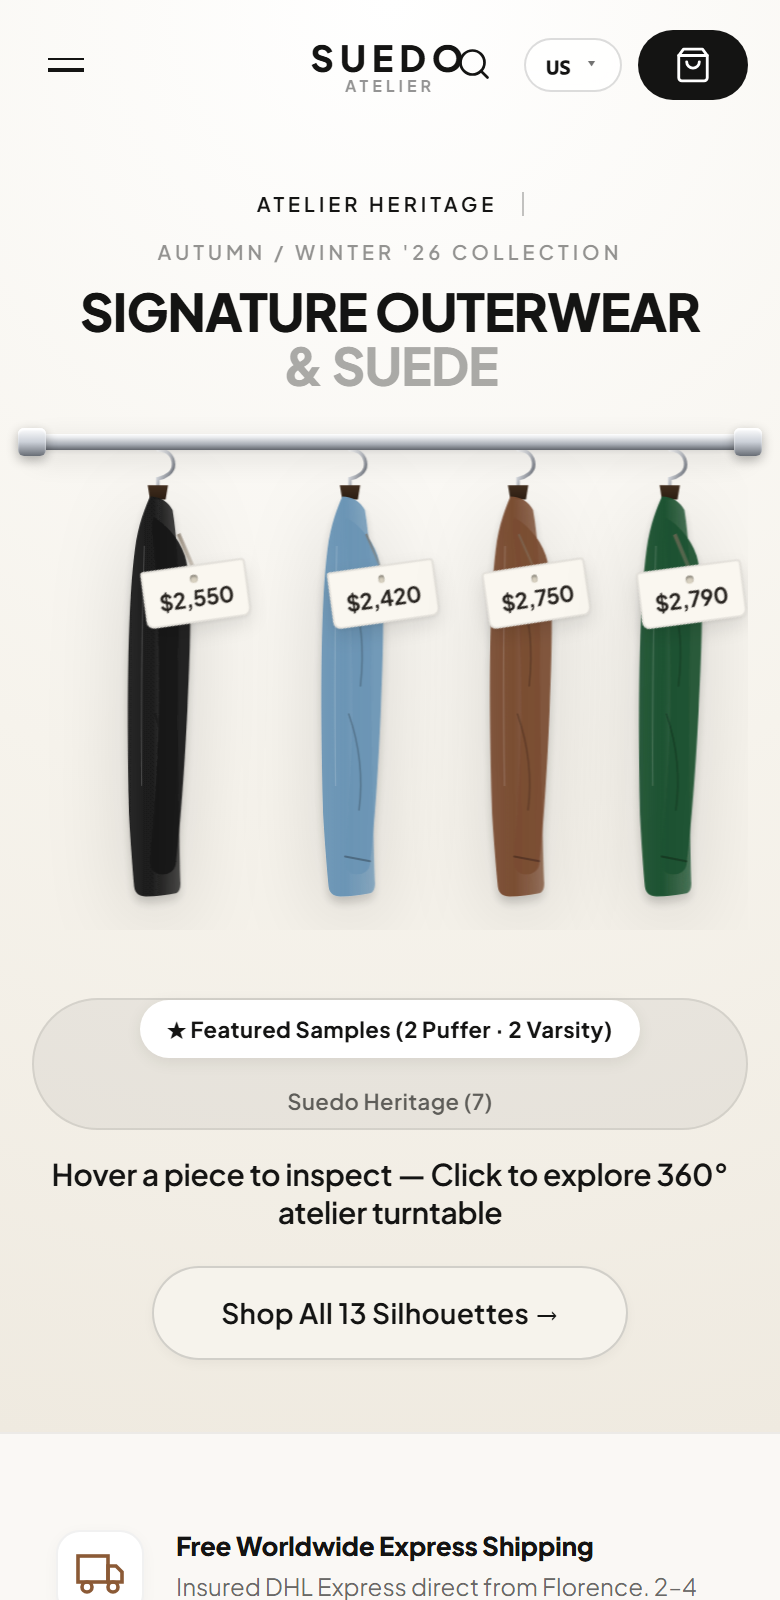 SUEDO
ATELIER
US
ATELIER HERITAGE
AUTUMN / WINTER '26 COLLECTION
SIGNATURE OUTERWEAR
& SUEDE
$2,550
$2,420
$2,750
$2,790
★ Featured Samples (2 Puffer · 2 Varsity)
Suedo Heritage (7)
Hover a piece to inspect — Click to explore 360°
atelier turntable
Shop All 13 Silhouettes →
Free Worldwide Express Shipping
Insured DHL Express direct from Florence. 2–4